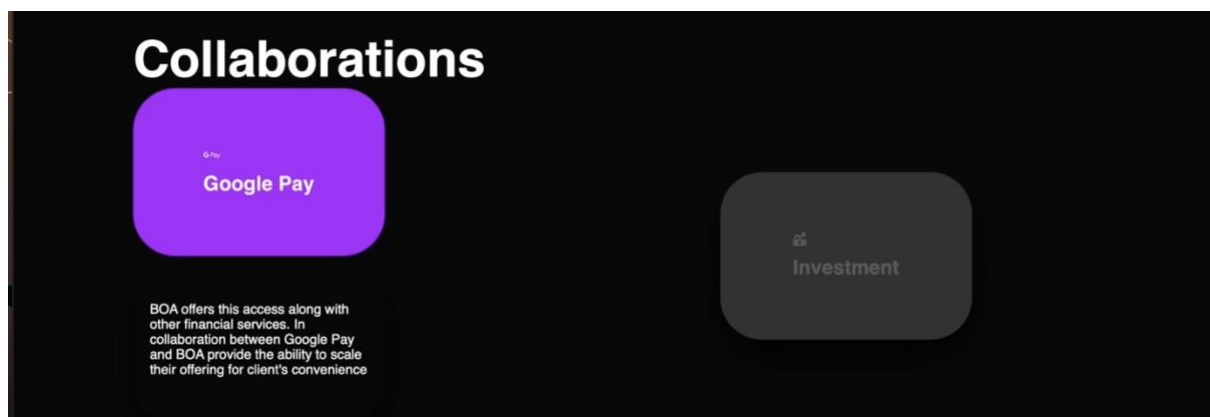 Collaborations
G Pay
Google Pay
BOA offers this access along with
other financial services. In
collaboration between Google Pay
and BOA provide the ability to scale
their offering for client's convenience
Investment